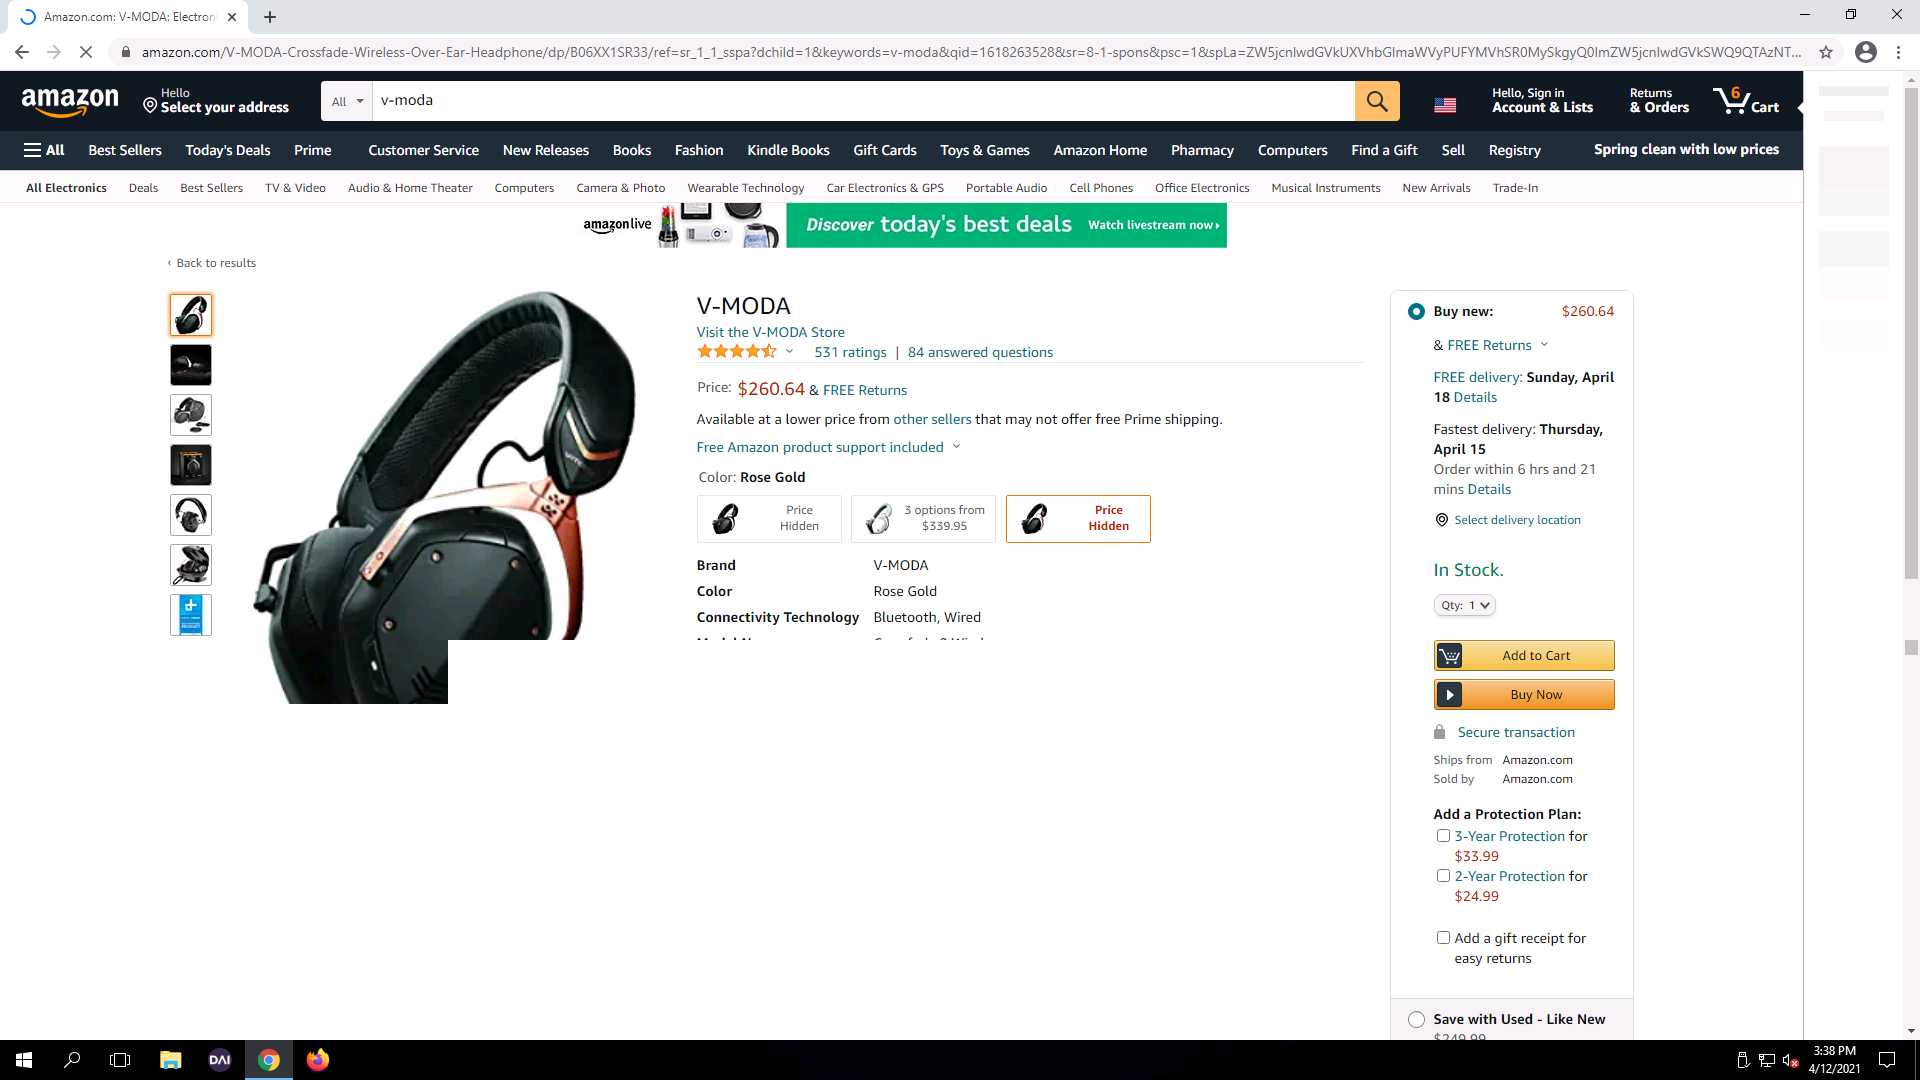 Amazon.com: V-MODA: Electron
amazon.com/V-MODA-Crossfade-Wireless-Over-Ear-Headphone/dp/B06XX1SR33/ref=sr_1_1_sspa?dchild=1&keywords=v-moda&qid=1618263528&sr=8-1-spons&psc=1&spLa=ZW5jcnlwdGVkUXVhbGlmaWVyPUFYMVhSR0MySkgyQ0lmZW5jcnlwdGVkSWQ9QTAzNT...
amazon
Hello
Select your address
All
v-moda
Hello, Sign in
Account & Lists
Returns
& Orders
6
Cart
All
Best Sellers
Today's Deals
Prime
Customer Service
New Releases
Books
Fashion
Kindle Books
Gift Cards
Toys & Games
Amazon Home
Pharmacy
Computers
Find a Gift
Sell
Registry
Spring clean with low prices
All Electronics
Deals
Best Sellers
TV & Video
Audio & Home Theater
Computers
Camera & Photo
Wearable Technology
Car Electronics & GPS
Portable Audio
Cell Phones
Office Electronics
Musical Instruments
New Arrivals
Trade-In
amazonlive
Discover today's best deals
Watch livestream now
‹ Back to results
V-MODA
Visit the V-MODA Store
531 ratings | 84 answered questions
Price: $260.64 & FREE Returns
Available at a lower price from other sellers that may not offer free Prime shipping.
Free Amazon product support included
Color: Rose Gold
Price
Hidden
3 options from
$339.95
Price
Hidden
Brand V-MODA
Color Rose Gold
Connectivity Technology Bluetooth, Wired
Buy new: $260.64
& FREE Returns
FREE delivery: Sunday, April
18 Details
Fastest delivery: Thursday,
April 15
Order within 6 hrs and 21
mins Details
Select delivery location
In Stock.
Qty: 1
Add to Cart
Buy Now
Secure transaction
Ships from Amazon.com
Sold by Amazon.com
Add a Protection Plan:
3-Year Protection for
$33.99
2-Year Protection for
$24.99
Add a gift receipt for
easy returns
Save with Used - Like New
$249.99
DAI
3:38 PM
4/12/2021